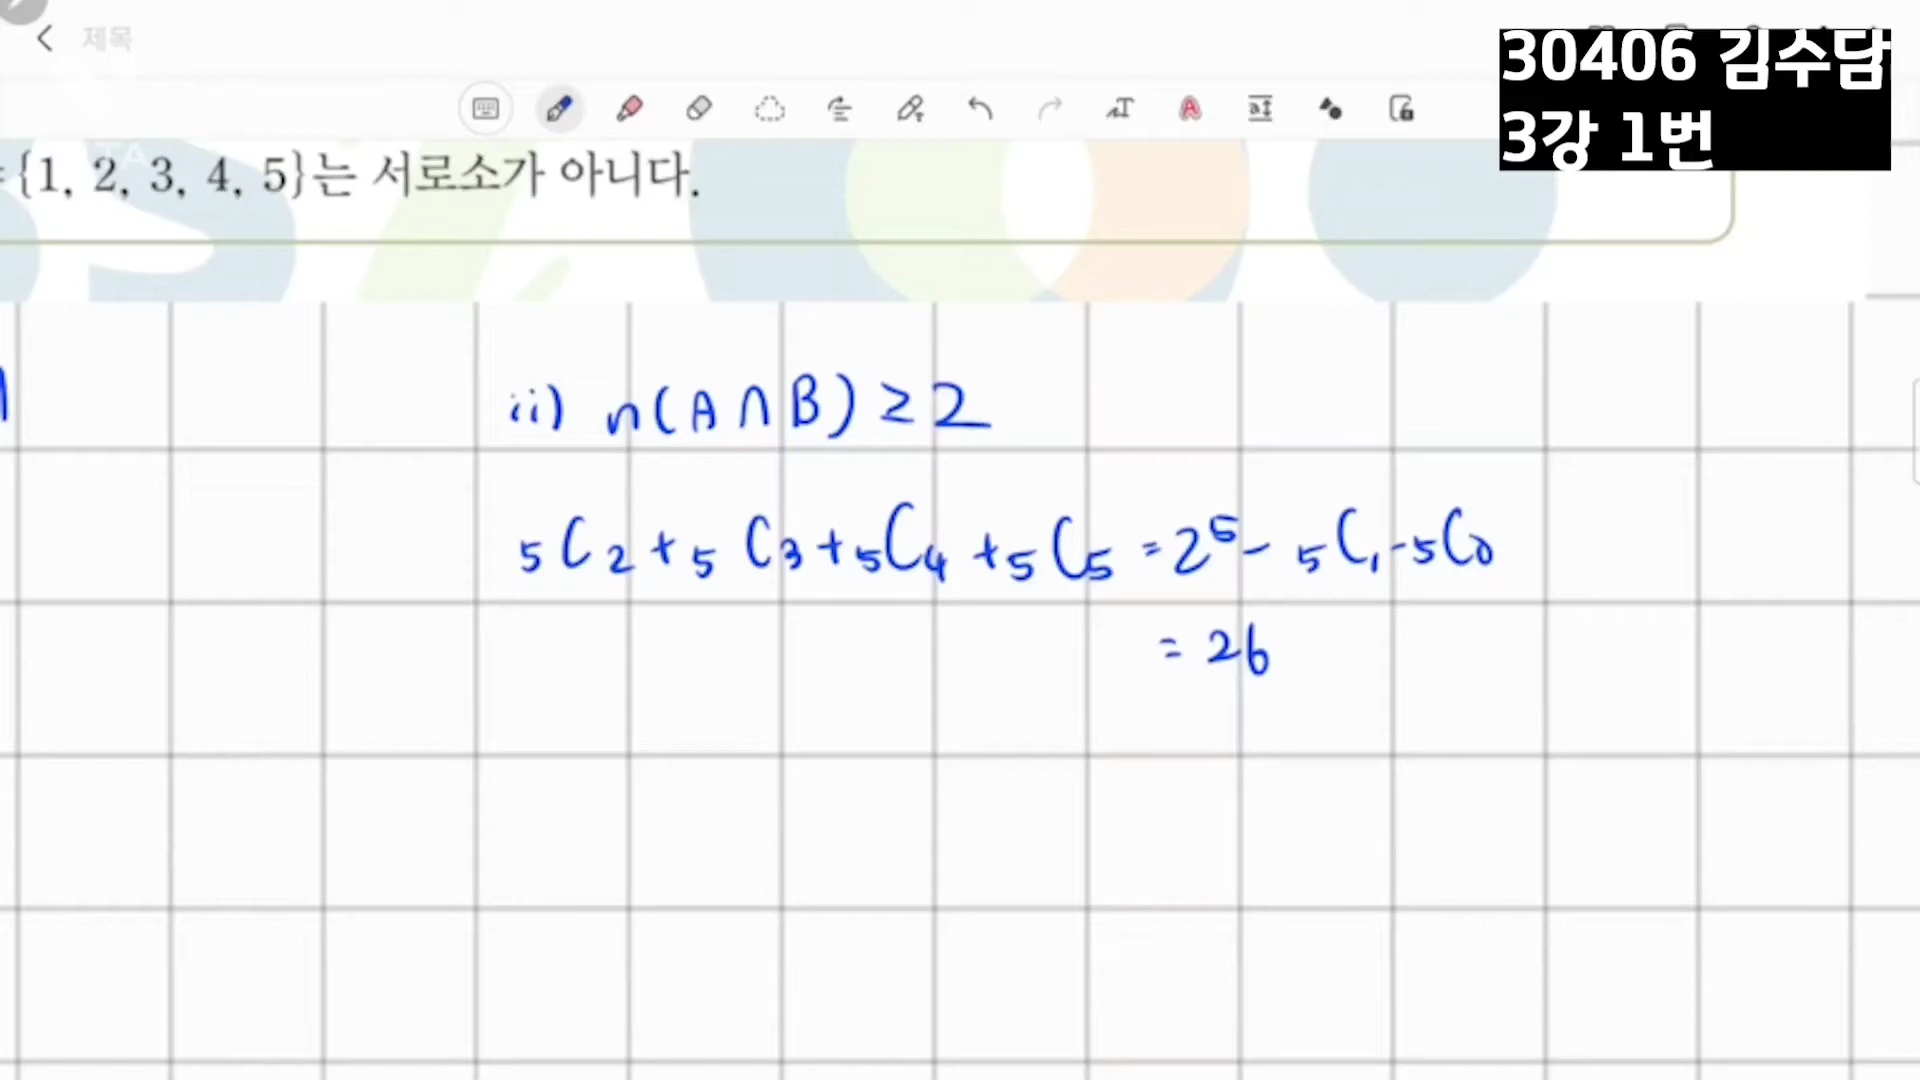 제목
30406 김수담
3강 1번
{1, 2, 3, 4, 5}는 서로소가 아니다.
ii) n(A∩B)≥2
₅C₂+₅C₃+₅C₄+₅C₅=2⁵-₅C₁-₅C₀
= 26